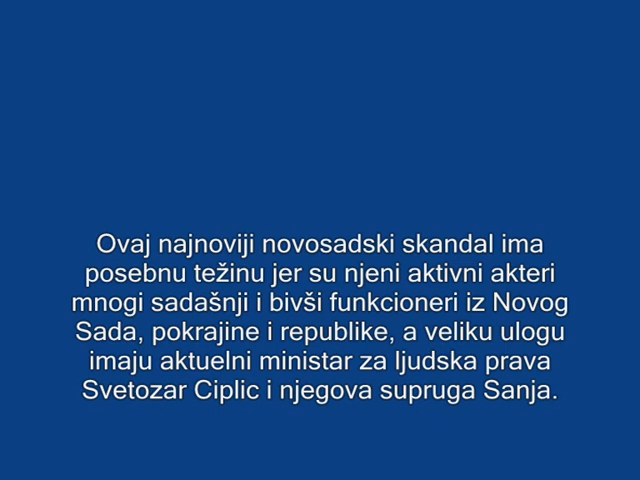 Ovaj najnoviji novosadski skandal ima
posebnu težinu jer su njeni aktivni akteri
mnogi sadašnji i bivši funkcioneri iz Novog
Sada, pokrajine i republike, a veliku ulogu
imaju aktuelni ministar za ljudska prava
Svetozar Ciplic i njegova supruga Sanja.